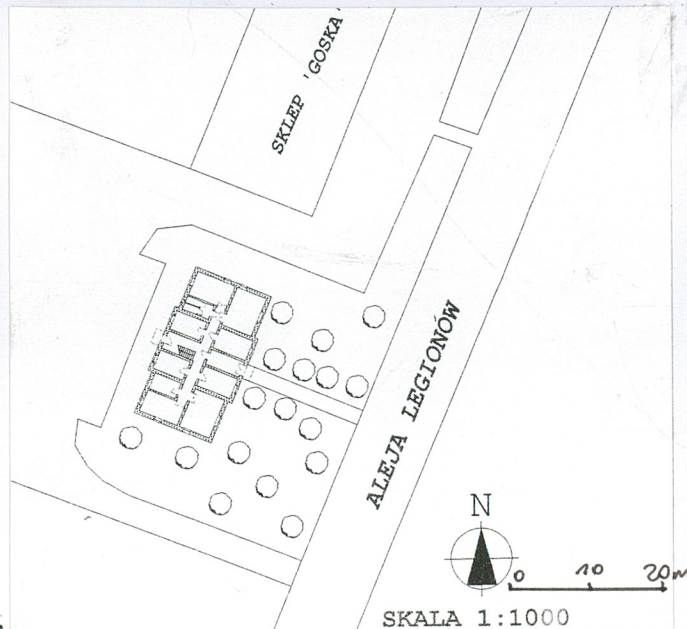 SKLEP 'GOSKA'
ALEJA LEGIONÓW
N
0 10 20m
SKALA 1:1000